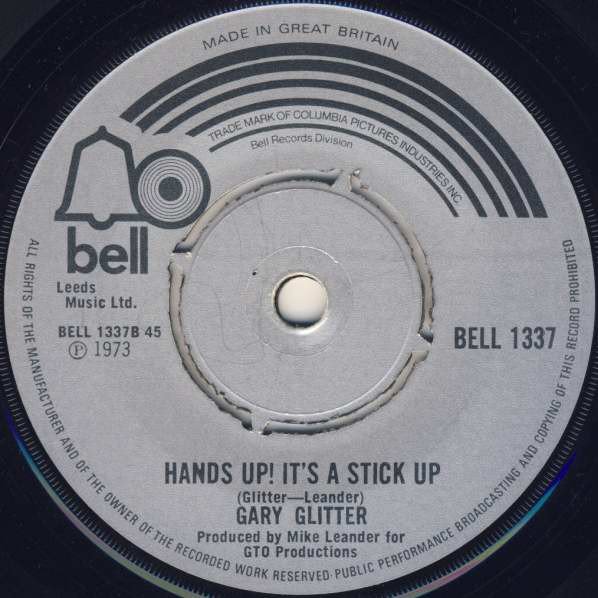 MADE IN GREAT BRITAIN
TRADE MARK OF COLUMBIA PICTURES INDUSTRIES INC.
Bell Records Division
bell
Leeds
Music Ltd.
BELL 1337B 45
Ⓟ 1973
BELL 1337
HANDS UP! IT'S A STICK UP
(Glitter—Leander)
GARY GLITTER
Produced by Mike Leander for
GTO Productions
ALL RIGHTS OF THE MANUFACTURER AND OF THE OWNER OF THE RECORDED WORK RESERVED·PUBLIC PERFORMANCE BROADCASTING AND COPYING OF THIS RECORD PROHIBITED